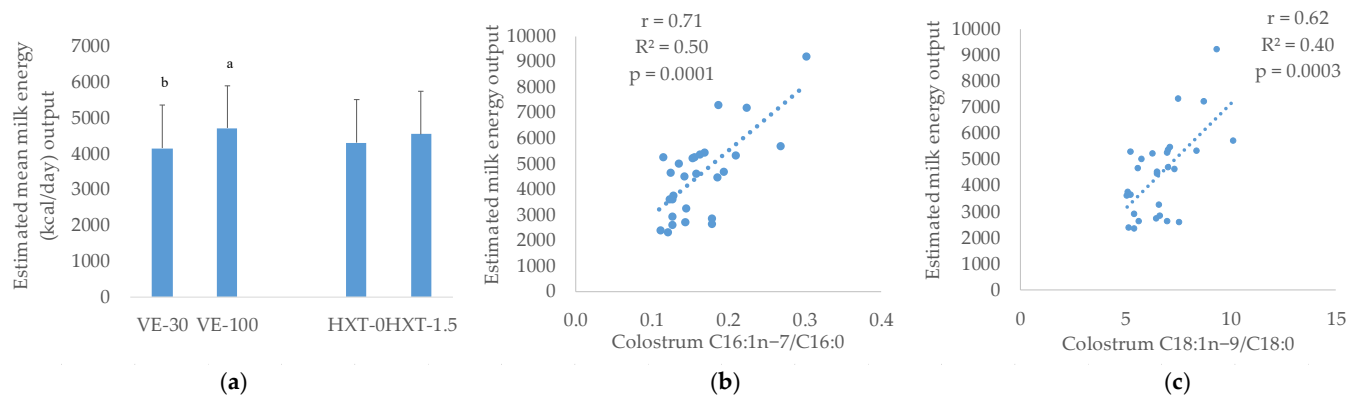 Estimated mean milk energy
(kcal/day) output
7000
6000
5000
4000
3000
2000
1000
0
b
a
VE-30
VE-100
HXT-0
HXT-1.5
(a)
r = 0.71
R² = 0.50
p = 0.0001
Estimated milk energy output
10000
9000
8000
7000
6000
5000
4000
3000
2000
1000
0
0.0
0.1
0.2
0.3
0.4
Colostrum C16:1n−7/C16:0
(b)
r = 0.62
R² = 0.40
p = 0.0003
Estimated milk energy output
10000
9000
8000
7000
6000
5000
4000
3000
2000
1000
0
0
5
10
15
Colostrum C18:1n−9/C18:0
(c)